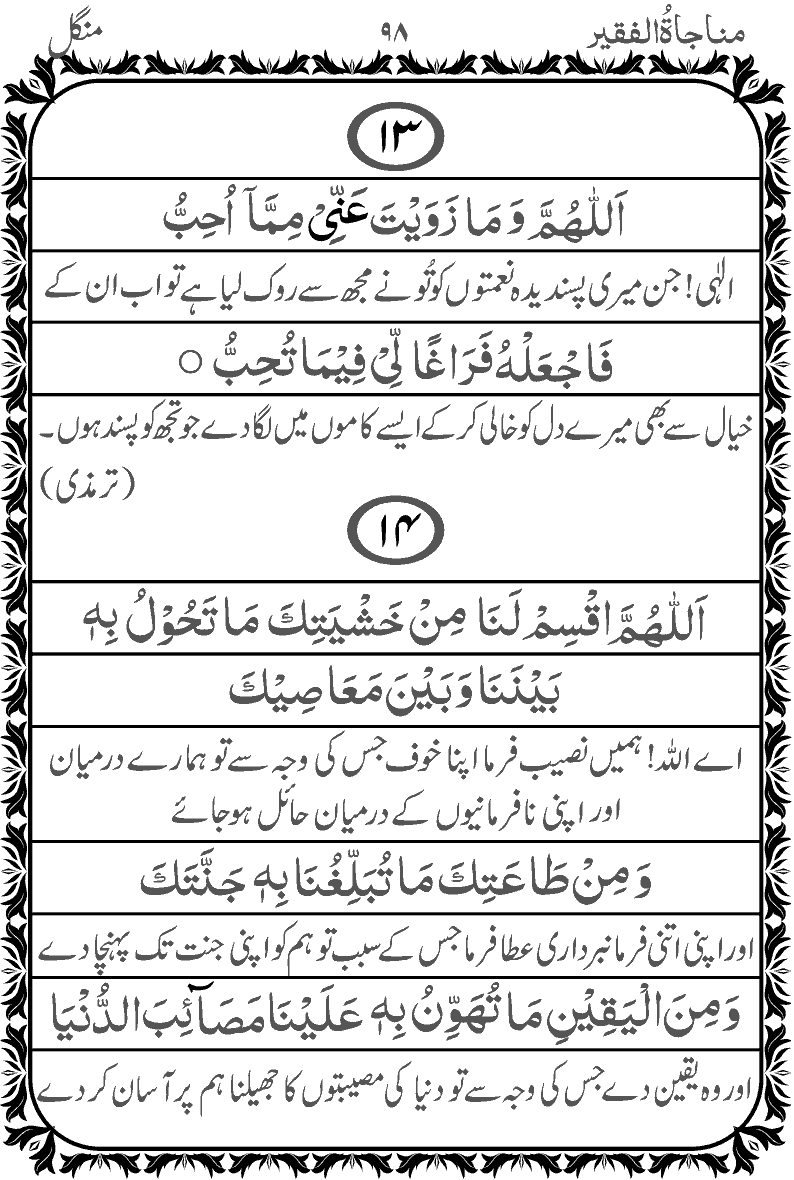 مناجاۃ الفقیر ۹۸ منگل
۱۳
اَللّٰهُمَّ وَمَا زَوَيْتَ عَنِّيْ مِمَّآ اُحِبُّ
الٰہی! جن میری پسندیدہ نعمتوں کو تُو نے مجھ سے روک لیا ہے تو اب ان کے
فَاجْعَلْهُ فَرَاغًا لِّيْ فِيْمَا تُحِبُّ ○
خیال سے بھی میرے دل کو خالی کر کے ایسے کاموں میں لگا دے جو تجھ کو پسند ہوں۔
(ترمذی)
۱۴
اَللّٰهُمَّ اقْسِمْ لَنَا مِنْ خَشْيَتِكَ مَا تَحُوْلُ بِهٖ
بَيْنَنَا وَبَيْنَ مَعَاصِيْكَ
اے اللہ! ہمیں نصیب فرما اپنا خوف جس کی وجہ سے تو ہمارے درمیان
اور اپنی نافرمانیوں کے درمیان حائل ہو جائے
وَمِنْ طَاعَتِكَ مَا تُبَلِّغُنَا بِهٖ جَنَّتَكَ
اور اپنی اتنی فرمانبرداری عطا فرما جس کے سبب تو ہم کو اپنی جنت تک پہنچا دے
وَمِنَ الْيَقِيْنِ مَا تُهَوِّنُ بِهٖ عَلَيْنَا مَصَآئِبَ الدُّنْيَا
اور وہ یقین دے جس کی وجہ سے تو دنیا کی مصیبتوں کا جھیلنا ہم پر آسان کر دے